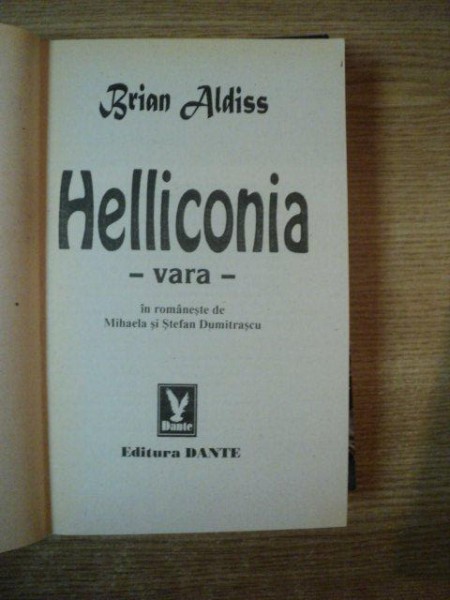 Brian Aldiss
Helliconia
- vara -
în românește de
Mihaela și Ștefan Dumitrașcu
Dante
Editura DANTE